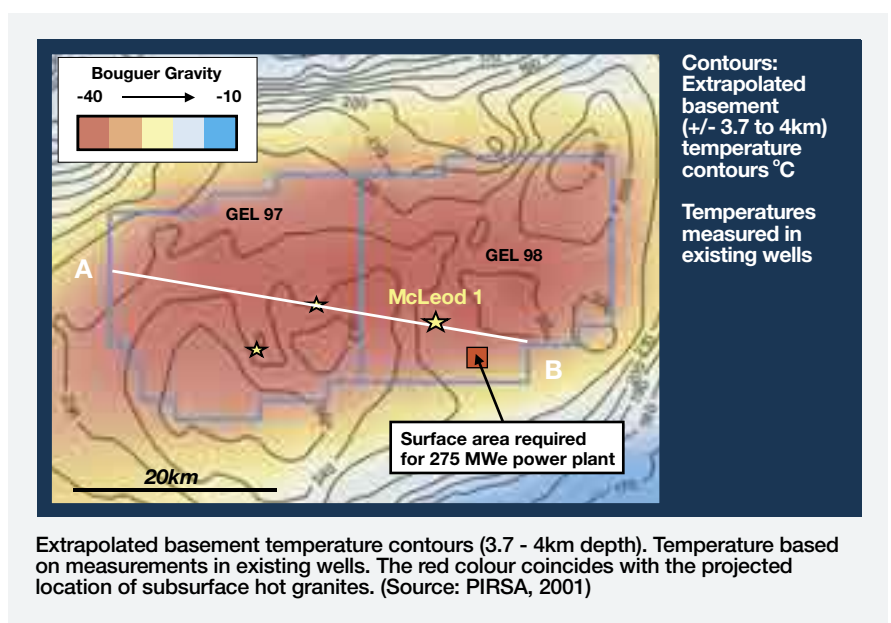 Bouguer Gravity
-40 -10
Contours:
Extrapolated
basement
(+/- 3.7 to 4km)
temperature
contours °C
Temperatures
measured in
existing wells
200
GEL 97
GEL 98
A
McLeod 1
B
Surface area required
for 275 MWe power plant
20km
Extrapolated basement temperature contours (3.7 - 4km depth). Temperature based
on measurements in existing wells. The red colour coincides with the projected
location of subsurface hot granites. (Source: PIRSA, 2001)